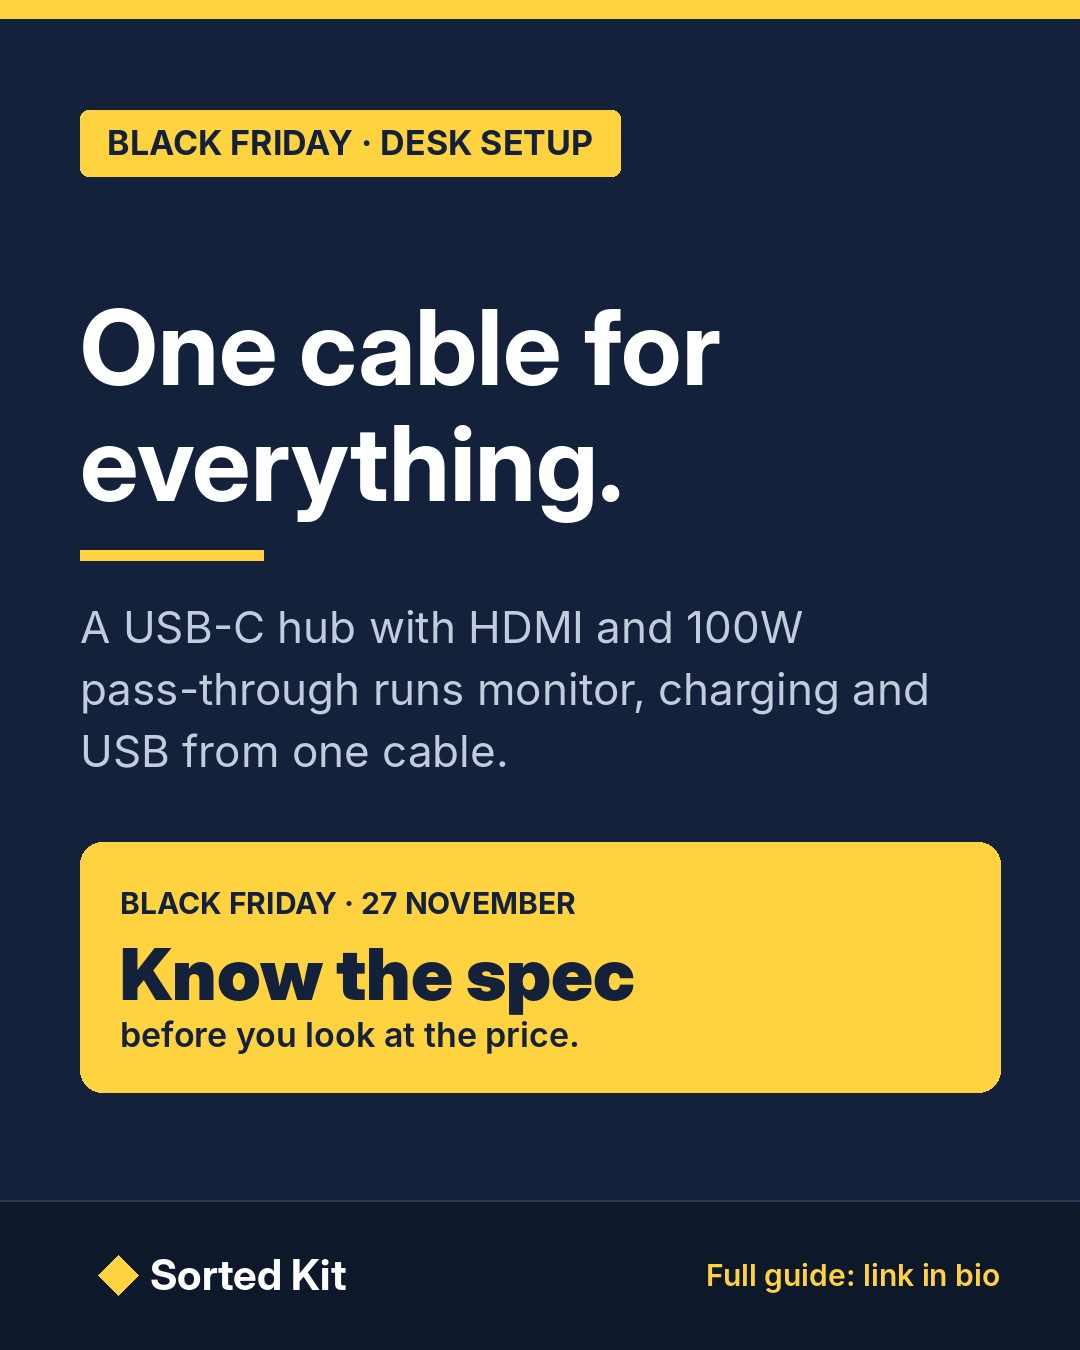 BLACK FRIDAY · DESK SETUP
One cable for
everything.
A USB-C hub with HDMI and 100W
pass-through runs monitor, charging and
USB from one cable.
BLACK FRIDAY · 27 NOVEMBER
Know the spec
before you look at the price.
Sorted Kit
Full guide: link in bio